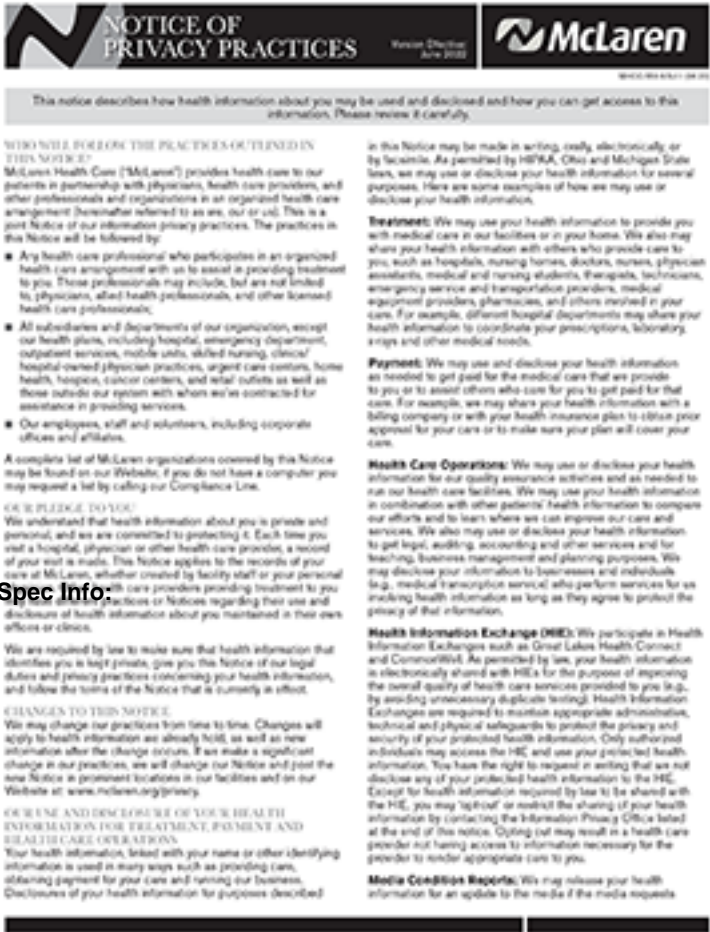 NOTICE OF
PRIVACY PRACTICES
Version Effective:
June 2022
McLaren
This notice describes how health information about you may be used and disclosed and how you can get access to this
information. Please review it carefully.
WHO WILL FOLLOW THE PRACTICES OUTLINED IN
THIS NOTICE?
McLaren Health Care ("McLaren") provides health care to our
patients in partnership with physicians, health care providers, and
other professionals and organizations in an organized health care
arrangement (hereinafter referred to as we, our or us). This is a
joint Notice of our information privacy practices. The practices in
this Notice will be followed by:
■ Any health care professional who participates in an organized
health care arrangement with us to assist in providing treatment
to you. These professionals may include, but are not limited
to, physicians, allied health professionals, and other licensed
health care professionals;
■ All subsidiaries and departments of our organization, except
our health plans, including hospital, emergency department,
outpatient services, mobile units, skilled nursing, clinics/
hospital-owned physician practices, urgent care centers, home
health, hospice, cancer centers, and retail outlets as well as
those outside our system with whom we've contracted for
assistance in providing services.
■ Our employees, staff and volunteers, including corporate
offices and affiliates.
A complete list of McLaren organizations covered by this Notice
may be found on our Website; if you do not have a computer you
may request a list by calling our Compliance Line.
OUR PLEDGE TO YOU
We understand that health information about you is private and
personal, and we are committed to protecting it. Each time you
visit a hospital, physician or other health care provider, a record
of your visit is made. This Notice applies to the records of your
care at McLaren, whether created by facility staff or your personal
Spec Info:
health care providers providing treatment to you
different practices or Notices regarding their use and
disclosure of health information about you maintained in their own
offices or clinics.
We are required by law to make sure that health information that
identifies you is kept private, give you this Notice of our legal
duties and privacy practices concerning your health information,
and follow the terms of the Notice that is currently in effect.
CHANGES TO THIS NOTICE
We may change our practices from time to time. Changes will
apply to health information we already hold, as well as new
information after the change occurs. If we make a significant
change in our practices, we will change our Notice and post the
new Notice in prominent locations in our facilities and on our
Website at: www.mclaren.org/privacy.
OUR USE AND DISCLOSURE OF YOUR HEALTH
INFORMATION FOR TREATMENT, PAYMENT AND
HEALTH CARE OPERATIONS
Your health information, linked with your name or other identifying
information is used in many ways such as providing care,
obtaining payment for your care and running our business.
Disclosures of your health information for purposes described
in this Notice may be made in writing, orally, electronically, or
by facsimile. As permitted by HIPAA, Ohio and Michigan State
laws, we may use or disclose your health information for several
purposes. Here are some examples of how we may use or
disclose your health information.
Treatment: We may use your health information to provide you
with medical care in our facilities or in your home. We also may
share your health information with others who provide care to
you, such as hospitals, nursing homes, doctors, nurses, physician
assistants, medical and nursing students, therapists, technicians,
emergency service and transportation providers, medical
equipment providers, pharmacies, and others involved in your
care. For example, different hospital departments may share your
health information to coordinate your prescriptions, laboratory,
x-rays and other medical needs.
Payment: We may use and disclose your health information
as needed to get paid for the medical care that we provide
to you or to assist others who care for you to get paid for that
care. For example, we may share your health information with a
billing company or with your health insurance plan to obtain prior
approval for your care or to make sure your plan will cover your
care.
Health Care Operations: We may use or disclose your health
information for our quality assurance activities and as needed to
run our health care facilities. We may use your health information
in combination with other patients' health information to compare
our efforts and to learn where we can improve our care and
services. We also may use or disclose your health information
to get legal, auditing, accounting and other services and for
teaching, business management and planning purposes. We
may disclose your information to businesses and individuals
(e.g., medical transcription service) who perform services for us
involving health information as long as they agree to protect the
privacy of that information.
Health Information Exchange (HIE): We participate in Health
Information Exchanges such as Great Lakes Health Connect
and CommonWell. As permitted by law, your health information
is electronically shared with HIEs for the purpose of improving
the overall quality of health care services provided to you (e.g.,
by avoiding unnecessary duplicate testing). Health Information
Exchanges are required to maintain appropriate administrative,
technical and physical safeguards to protect the privacy and
security of your protected health information. Only authorized
individuals may access the HIE and use your protected health
information. You have the right to request in writing that we not
disclose any of your protected health information to the HIE.
Except for health information required by law to be shared with
the HIE, you may 'opt-out' or restrict the sharing of your health
information by contacting the Information Privacy Office listed
at the end of this notice. Opting out may result in a health care
provider not having access to information necessary for the
provider to render appropriate care to you.
Media Condition Reports: We may release your health
information for an update to the media if the media requests